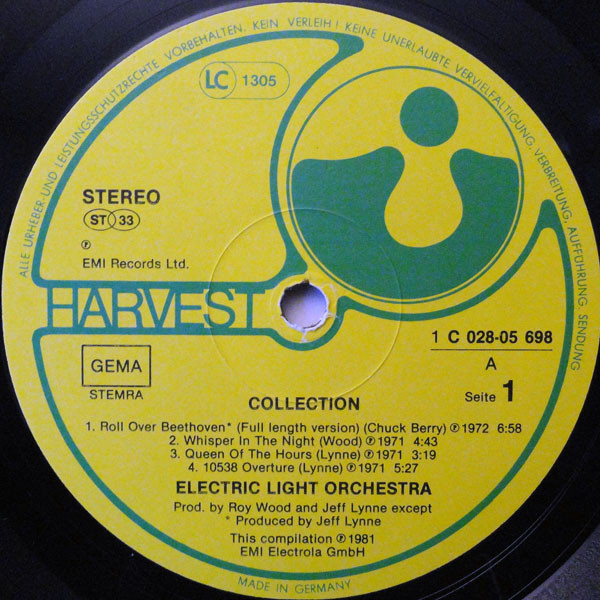 ALLE URHEBER- UND LEISTUNGSSCHUTZRECHTE VORBEHALTEN. KEIN VERLEIH! KEINE UNERLAUBTE VERVIELFÄLTIGUNG, VERBREITUNG, AUFFÜHRUNG, SENDUNG
LC 1305
STEREO
ST 33
℗
EMI Records Ltd.
HARVEST
GEMA
STEMRA
1 C 028-05 698
A
Seite 1
COLLECTION
1. Roll Over Beethoven* (Full length version) (Chuck Berry) ℗ 1972 6:58
2. Whisper In The Night (Wood) ℗ 1971 4:43
3. Queen Of The Hours (Lynne) ℗ 1971 3:19
4. 10538 Overture (Lynne) ℗ 1971 5:27
ELECTRIC LIGHT ORCHESTRA
Prod. by Roy Wood and Jeff Lynne except
* Produced by Jeff Lynne
This compilation ℗ 1981
EMI Electrola GmbH
MADE IN GERMANY